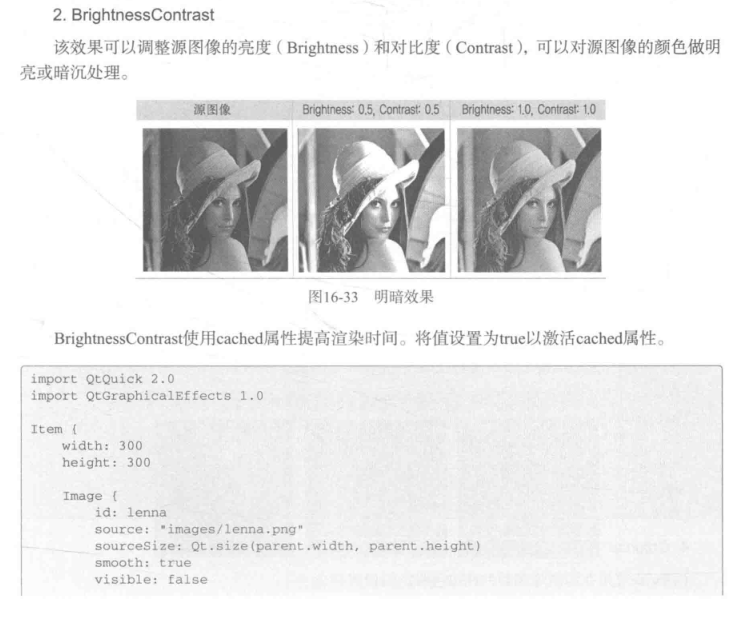 2. BrightnessContrast
该效果可以调整源图像的亮度（Brightness）和对比度（Contrast），可以对源图像的颜色做明
亮或暗沉处理。
源图像 Brightness: 0.5, Contrast: 0.5 Brightness: 1.0, Contrast: 1.0
图16-33 明暗效果
BrightnessContrast使用cached属性提高渲染时间。将值设置为true以激活cached属性。
import QtQuick 2.0
import QtGraphicalEffects 1.0
Item {
    width: 300
    height: 300
    Image {
        id: lenna
        source: "images/lenna.png"
        sourceSize: Qt.size(parent.width, parent.height)
        smooth: true
        visible: false